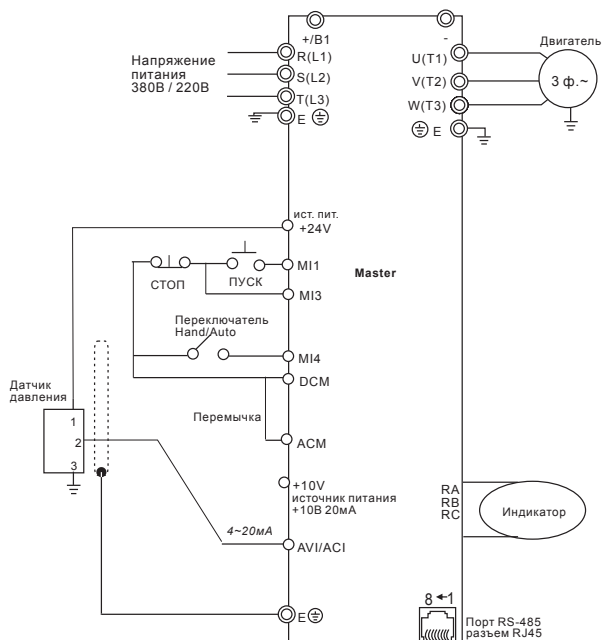 +/B1
-
Напряжение
питания
380В / 220В
R(L1)
S(L2)
T(L3)
E
U(T1)
V(T2)
W(T3)
E
Двигатель
3 ф.~
ист. пит.
+24V
СТОП
ПУСК
MI1
MI3
Master
Переключатель
Hand/Auto
MI4
DCM
Датчик
давления
1
2
3
Перемычка
ACM
+10V
источник питания
+10В 20мА
4~20мА
AVI/ACI
RA
RB
RC
Индикатор
E
8 1
Порт RS-485
разъем RJ45